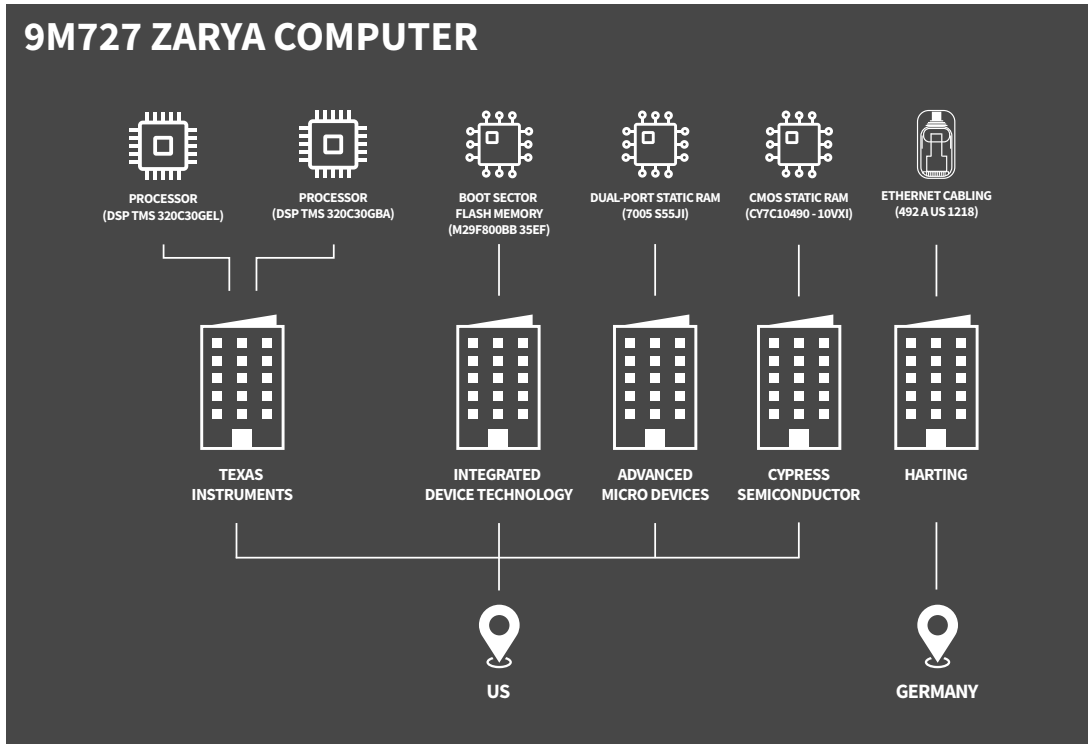 9M727 ZARYA COMPUTER
PROCESSOR
(DSP TMS 320C30GEL)
PROCESSOR
(DSP TMS 320C30GBA)
BOOT SECTOR
FLASH MEMORY
(M29F800BB 35EF)
DUAL-PORT STATIC RAM
(7005 S55JI)
CMOS STATIC RAM
(CY7C10490 - 10VXI)
ETHERNET CABLING
(492 A US 1218)
TEXAS
INSTRUMENTS
INTEGRATED
DEVICE TECHNOLOGY
ADVANCED
MICRO DEVICES
CYPRESS
SEMICONDUCTOR
HARTING
US
GERMANY